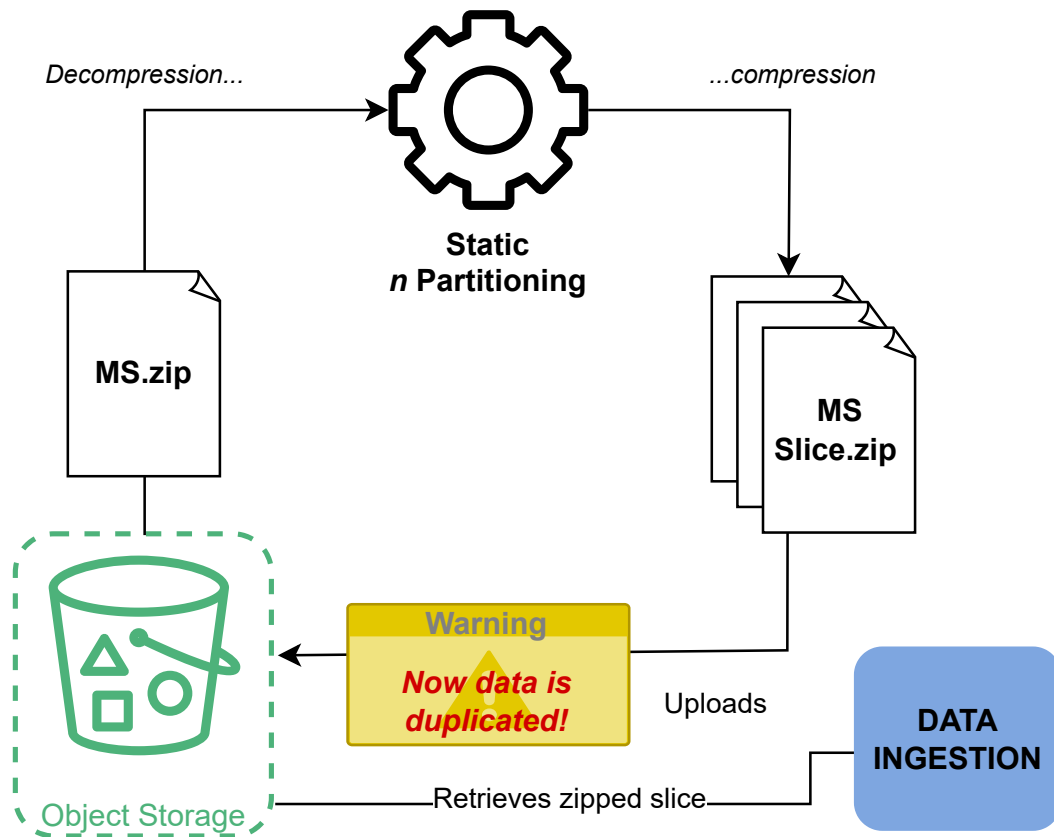 Decompression...
...compression
Static
n Partitioning
MS.zip
MS
Slice.zip
Warning
Now data is
duplicated!
Uploads
DATA
INGESTION
Retrieves zipped slice
Object Storage